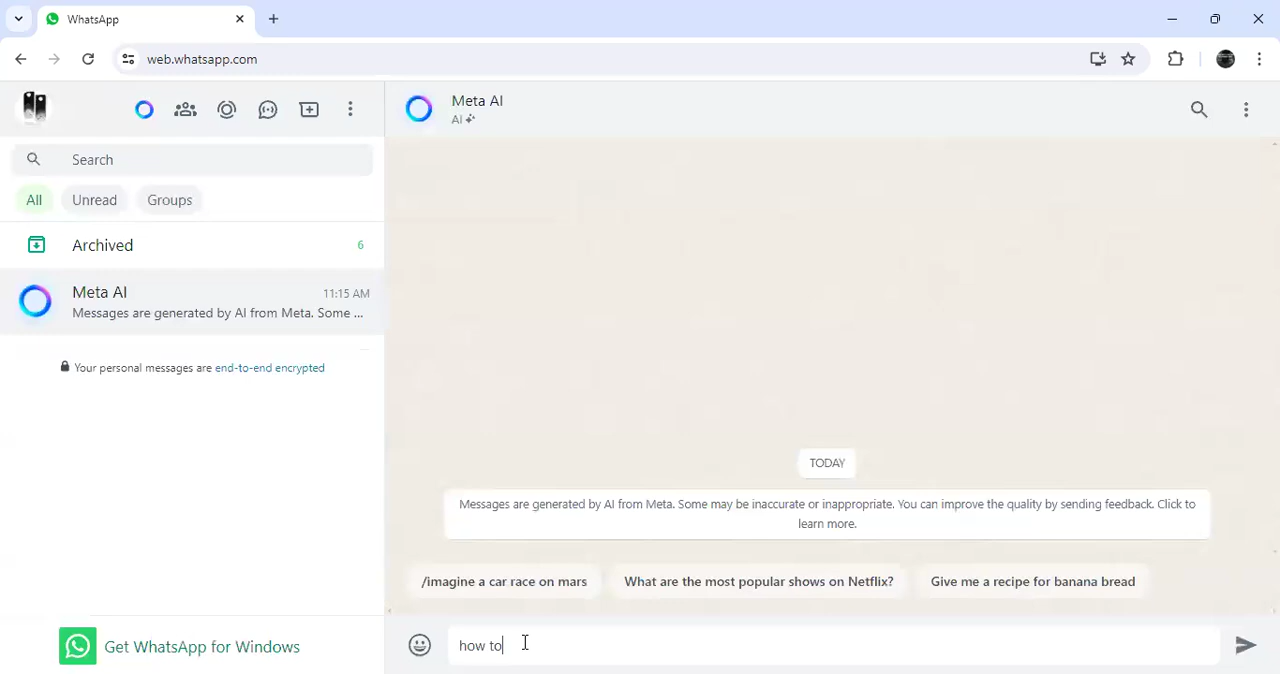 WhatsApp
web.whatsapp.com
Meta AI
AI
Search
All
Unread
Groups
Archived
6
Meta AI
11:15 AM
Messages are generated by AI from Meta. Some ...
Your personal messages are end-to-end encrypted
Get WhatsApp for Windows
TODAY
Messages are generated by AI from Meta. Some may be inaccurate or inappropriate. You can improve the quality by sending feedback. Click to
learn more.
/imagine a car race on mars
What are the most popular shows on Netflix?
Give me a recipe for banana bread
how to